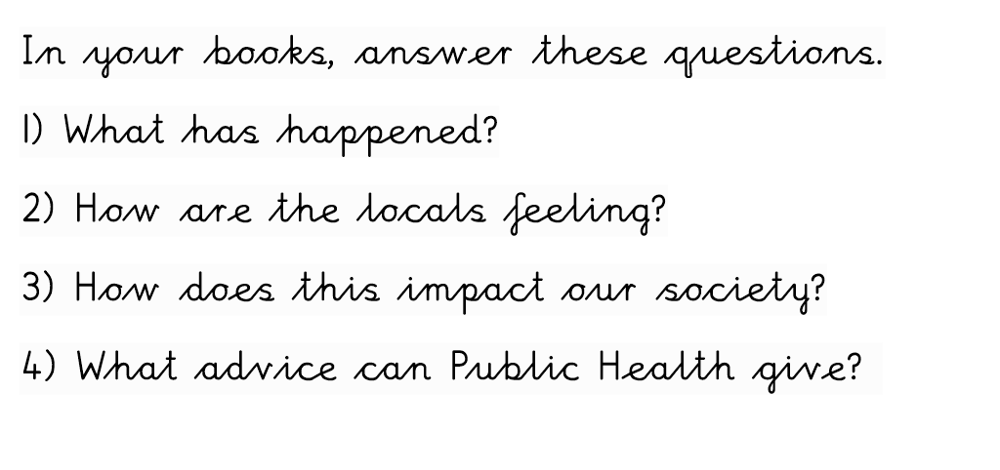 In your books, answer these questions.
1) What has happened?
2) How are the locals feeling?
3) How does this impact our society?
4) What advice can Public Health give?